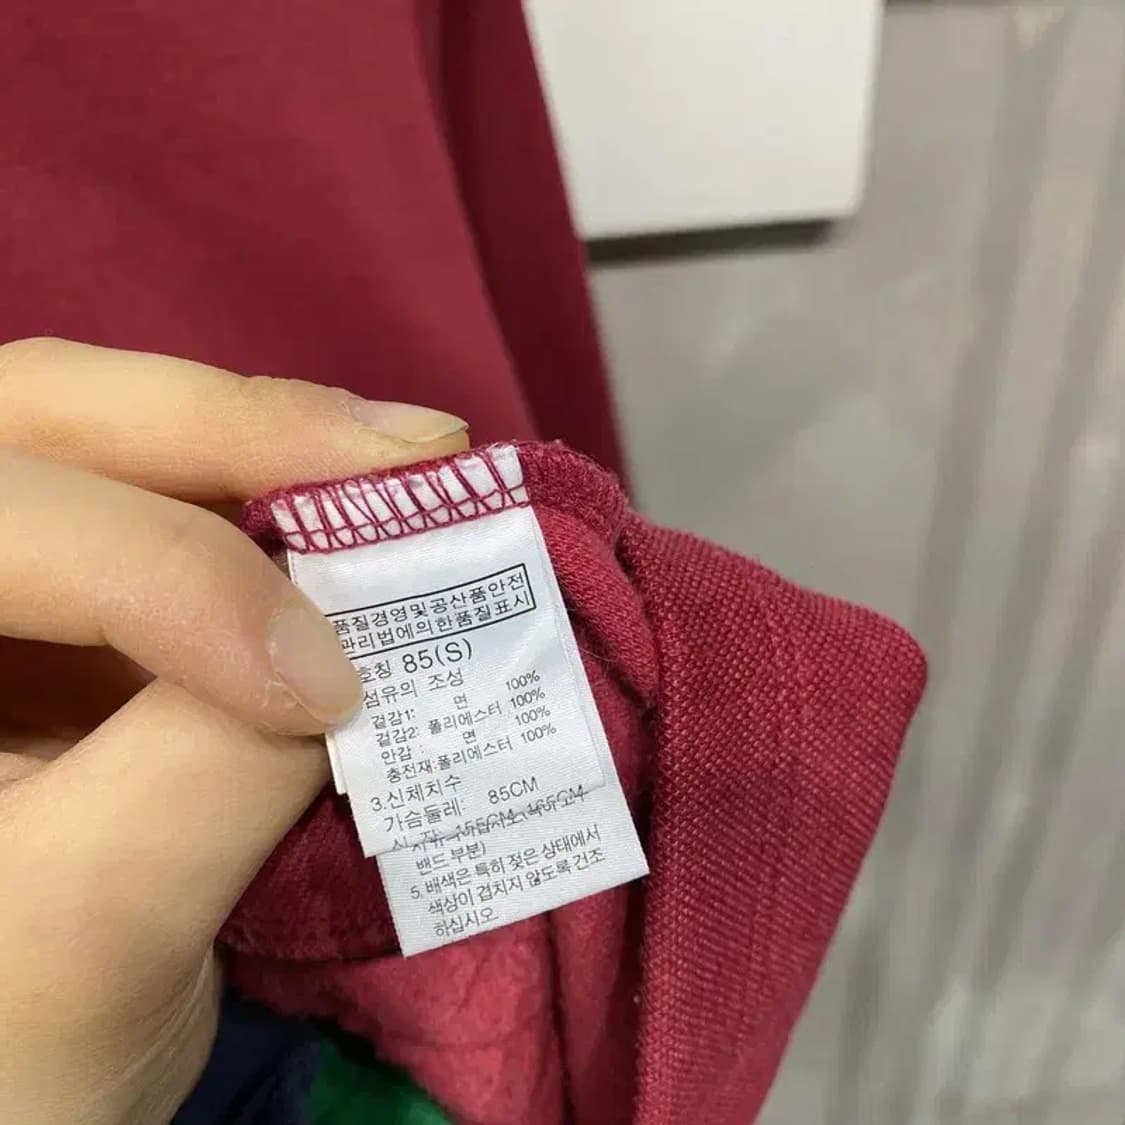 품질경영및공산품안전
관리법에의한품질표시
호칭 85(S)
섬유의 조성
겉감1: 면 100%
겉감2: 폴리에스터 100%
안감 : 면 100%
충전재:폴리에스터 100%
3.신체치수
가슴둘레: 85CM
155CM 165CM
밴드 부분)
5. 배색은 특히 젖은 상태에서
색상이 겹치지 않도록 건조
하십시오